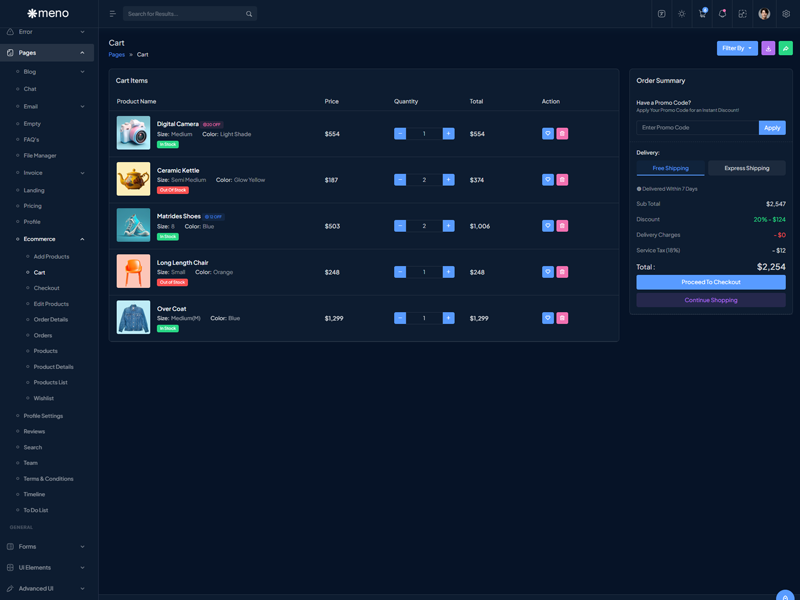 meno
Search for Results...
Error
Pages
Blog
Chat
Email
Empty
FAQ's
File Manager
Invoice
Landing
Pricing
Profile
Ecommerce
Add Products
Cart
Checkout
Edit Products
Order Details
Orders
Products
Product Details
Products List
Wishlist
Profile Settings
Reviews
Search
Team
Terms & Conditions
Timeline
To Do List
GENERAL
Forms
UI Elements
Advanced UI
Cart
Pages
Cart
Filter By
Cart Items
Product Name Price Quantity Total Action
Digital Camera
Size: Medium Color: Light Shade
In Stock
$554 - 1 + $554
Ceramic Kettle
Size: Semi Medium Color: Glow Yellow
Out Of Stock
$187 - 2 + $374
Matrides Shoes
Size: 8 Color: Blue
In Stock
$503 - 2 + $1,006
Long Length Chair
Size: Small Color: Orange
Out of Stock
$248 - 1 + $248
Over Coat
Size: Medium(M) Color: Blue
In Stock
$1,299 - 1 + $1,299
Order Summary
Have a Promo Code?
Apply Your Promo Code for an Instant Discount!
Enter Promo Code Apply
Delivery:
Free Shipping Express Shipping
Delivered Within 7 Days
Sub Total $2,547
Discount 20% - $124
Delivery Charges - $0
Service Tax (18%) - $12
Total : $2,254
Proceed To Checkout
Continue Shopping